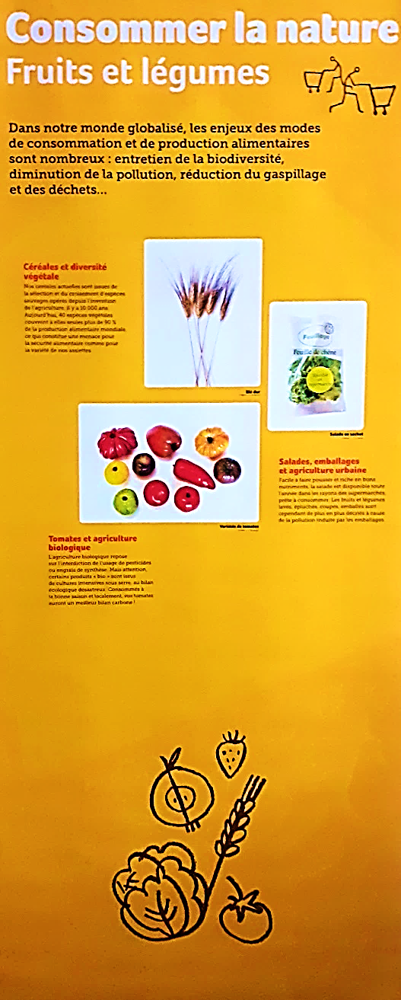 Consommer la nature
Fruits et légumes
Dans notre monde globalisé, les enjeux des modes
de consommation et de production alimentaires
sont nombreux : entretien de la biodiversité,
diminution de la pollution, réduction du gaspillage
et des déchets...
Céréales et diversité
végétale
Nos céréales actuelles sont issues de
la sélection et du croisement d'espèces
sauvages opérés depuis l'invention
de l'agriculture, il y a 10 000 ans.
Aujourd'hui, 40 espèces végétales
couvrent à elles seules plus de 90 %
de la production alimentaire mondiale,
ce qui constitue une menace pour
la sécurité alimentaire comme pour
la variété de nos assiettes.
Blé dur
Feuillage
Feuille de chêne
Salade en sachet
Variétés de tomates
Salades, emballages
et agriculture urbaine
Facile à faire pousser et riche en bons
nutriments, la salade est disponible toute
l'année dans les rayons des supermarchés,
prête à consommer. Les fruits et légumes
lavés, épluchés, coupés, emballés sont
cependant de plus en plus décriés à cause
de la pollution induite par les emballages.
Tomates et agriculture
biologique
L'agriculture biologique repose
sur l'interdiction de l'usage de pesticides
ou engrais de synthèse. Mais attention,
certains produits « bio » sont issus
de cultures intensives sous serre, au bilan
écologique désastreux. Consommés à
la bonne saison et localement, vos tomates
auront un meilleur bilan carbone !